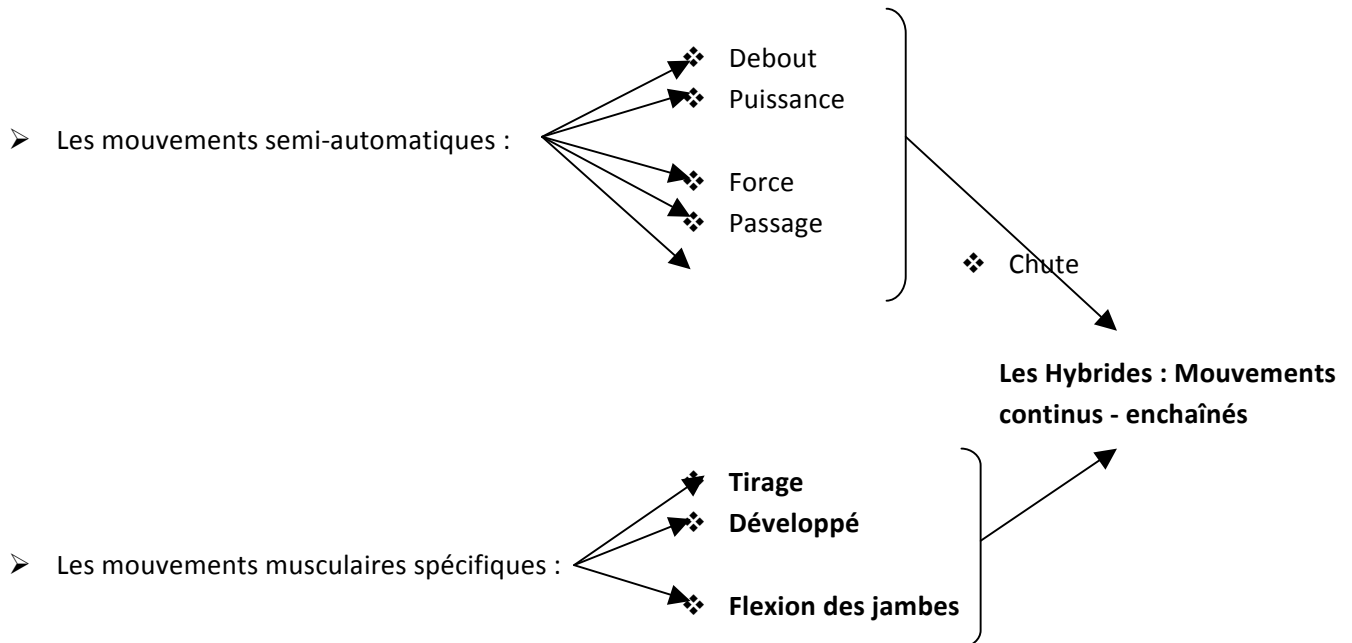 Debout
Puissance
Les mouvements semi-automatiques :
Force
Passage
Chute
Les Hybrides : Mouvements
continus - enchaînés
Tirage
Développé
Les mouvements musculaires spécifiques :
Flexion des jambes